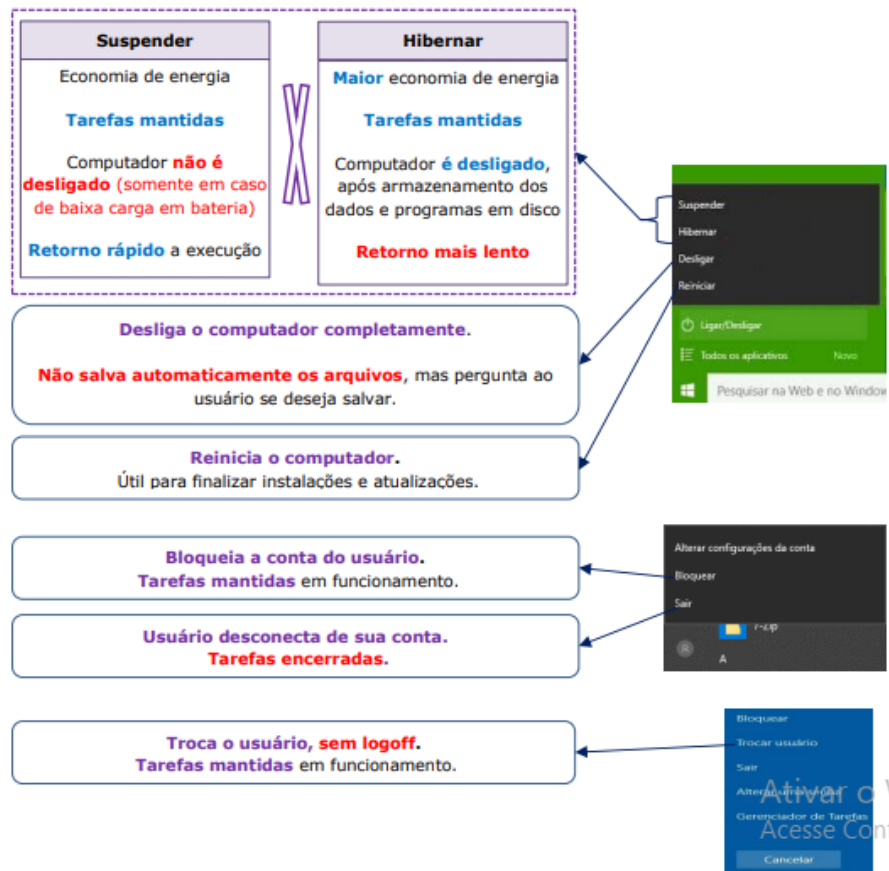 Suspender
Economia de energia
Tarefas mantidas
Computador não é
desligado (somente em caso
de baixa carga em bateria)
Retorno rápido a execução
Hibernar
Maior economia de energia
Tarefas mantidas
Computador é desligado,
após armazenamento dos
dados e programas em disco
Retorno mais lento
Suspender
Hibernar
Desligar
Reiniciar
Ligar/Desligar
Todos os aplicativos Novo
Pesquisar na Web e no Window
Desliga o computador completamente.
Não salva automaticamente os arquivos, mas pergunta ao
usuário se deseja salvar.
Reinicia o computador.
Útil para finalizar instalações e atualizações.
Alterar configurações da conta
Bloquear
Sair
7-Zip
A
Bloqueia a conta do usuário.
Tarefas mantidas em funcionamento.
Usuário desconecta de sua conta.
Tarefas encerradas.
Troca o usuário, sem logoff.
Tarefas mantidas em funcionamento.
Bloquear
Trocar usuário
Sair
Alterar uma senha
Gerenciador de Tarefas
Cancelar
Ativar o W
Acesse Conf